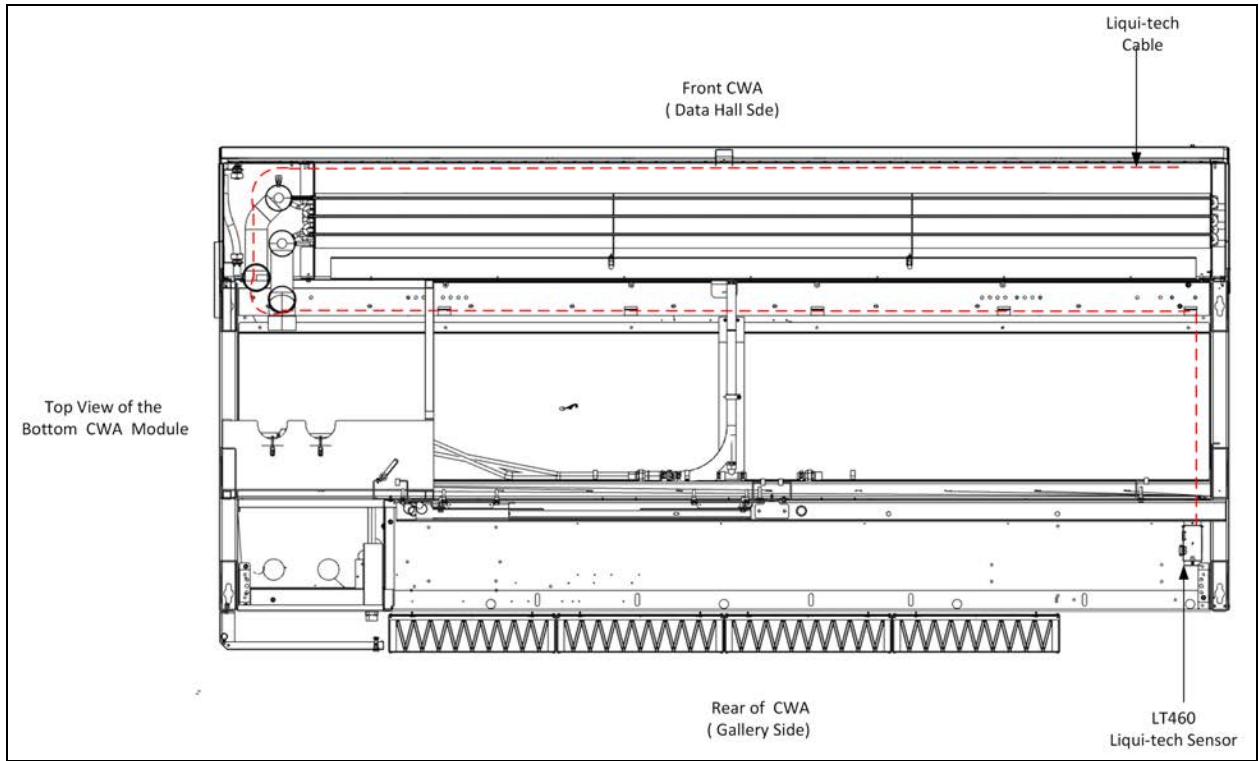 Liqui-tech
Cable
Front CWA
( Data Hall Sde)
Top View of the
Bottom CWA Module
Rear of CWA
( Gallery Side)
LT460
Liqui-tech Sensor